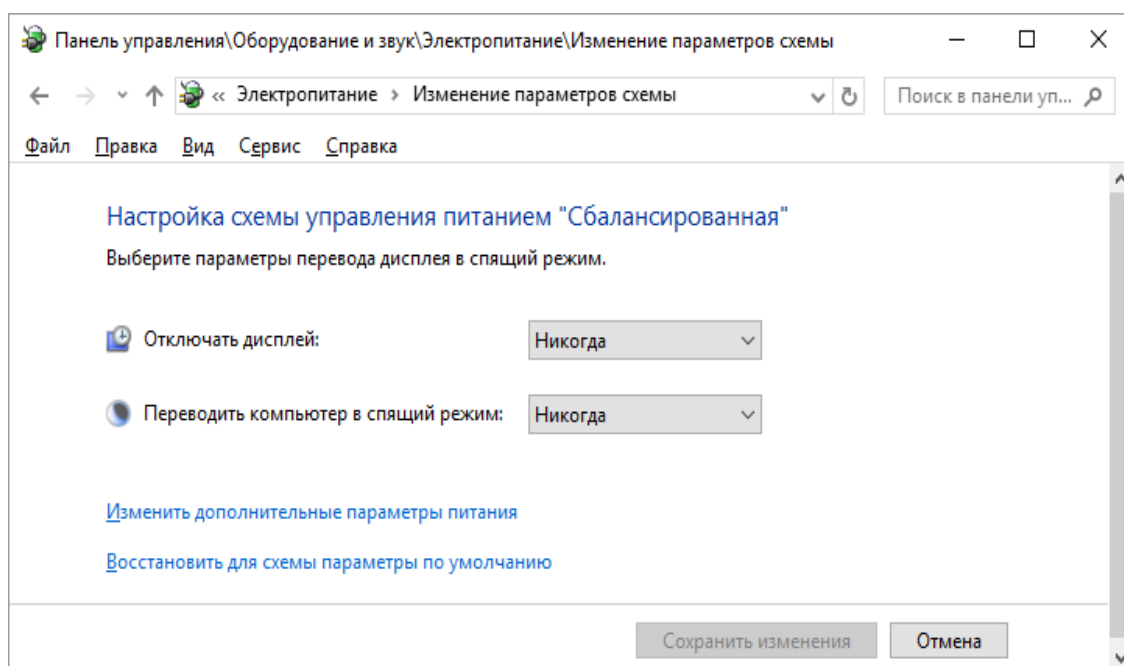 Панель управления\Оборудование и звук\Электропитание\Изменение параметров схемы
« Электропитание › Изменение параметров схемы Поиск в панели уп...
Файл Правка Вид Сервис Справка
Настройка схемы управления питанием "Сбалансированная"
Выберите параметры перевода дисплея в спящий режим.
Отключать дисплей: Никогда
Переводить компьютер в спящий режим: Никогда
Изменить дополнительные параметры питания
Восстановить для схемы параметры по умолчанию
Сохранить изменения Отмена